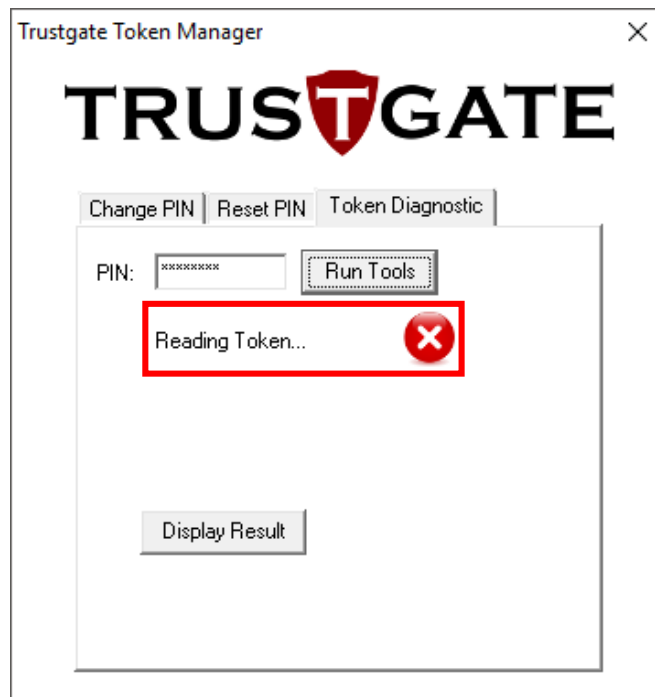 Trustgate Token Manager
TRUSTGATE
Change PIN Reset PIN Token Diagnostic
PIN: ******** Run Tools
Reading Token...
Display Result